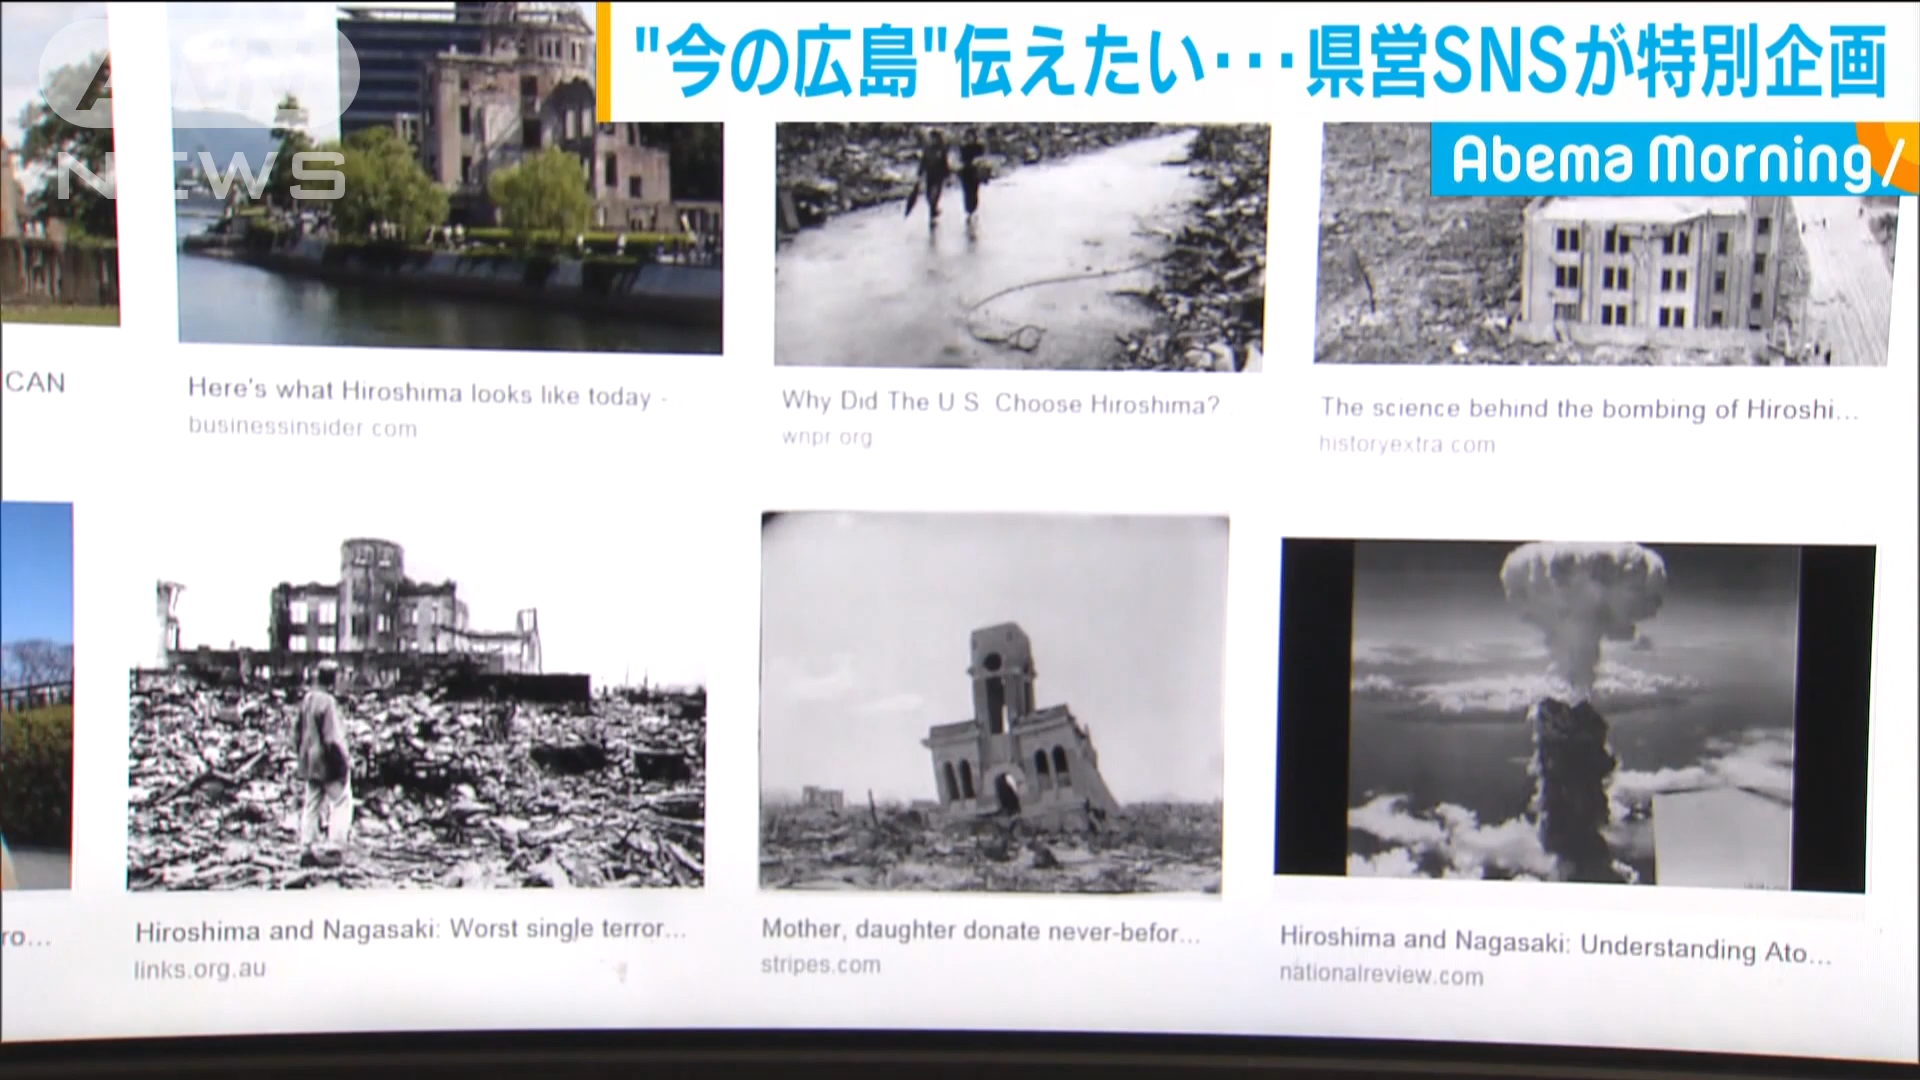 ANN
NEWS
"今の広島"伝えたい･･･県営SNSが特別企画
Abema Morning/
CAN
Here's what Hiroshima looks like today -
businessinsider com
Why Did The U S Choose Hiroshima?
wnpr org
The science behind the bombing of Hiroshi...
historyextra com
ro...
Hiroshima and Nagasaki: Worst single terror...
links.org.au
Mother, daughter donate never-befor...
stripes.com
Hiroshima and Nagasaki: Understanding Ato...
nationalreview.com